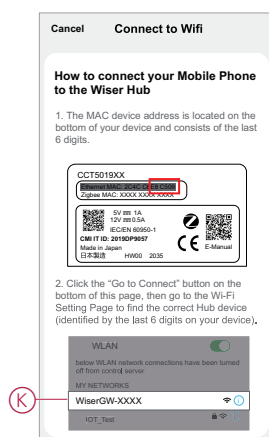 Cancel Connect to Wifi
How to connect your Mobile Phone
to the Wiser Hub
1. The MAC device address is located on the
bottom of your device and consists of the last
6 digits.
CCT5019XX
Ethernet MAC: 2C4C C6E8 C509
Zigbee MAC: XXXX XXXX XXXX
5V 1A
12V 0.5A
IEC/EN 60950-1
CMI IT ID: 2019DP9057
Made in Japan
日本製造 HW00 2035
E-Manual
2. Click the "Go to Connect" button on the
bottom of this page, then go to the Wi-Fi
Setting Page to find the correct Hub device
(identified by the last 6 digits on your device).
WLAN
below WLAN network connections have been turned
off from control server
MY NETWORKS
K WiserGW-XXXX
IOT_Test